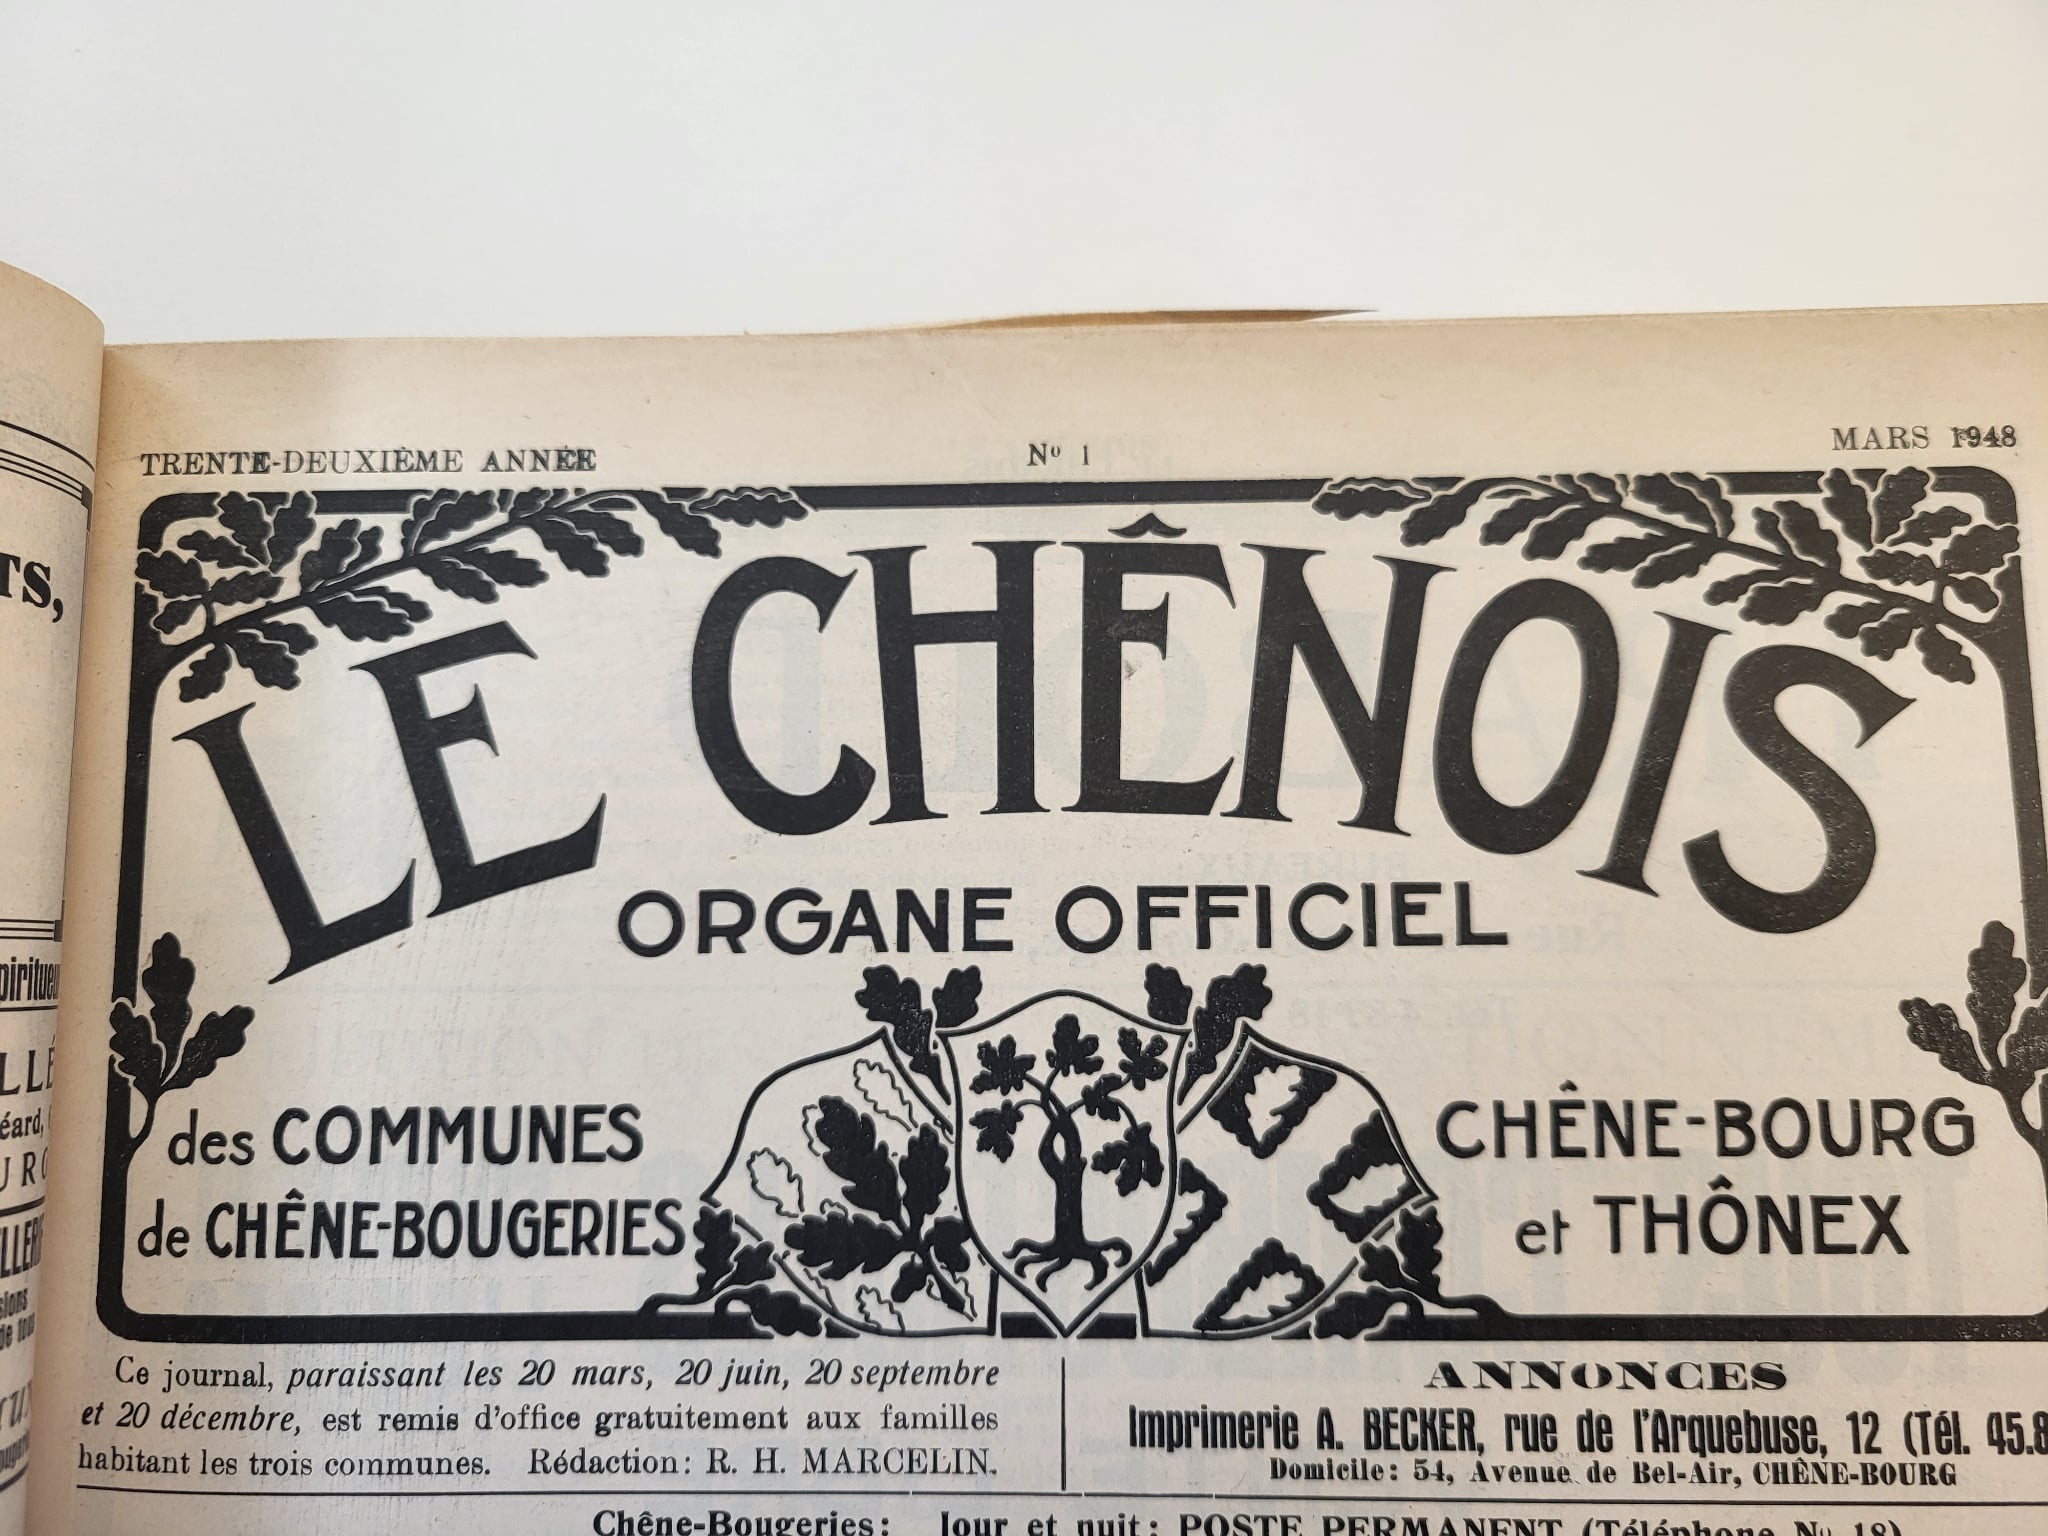 TRENTE-DEUXIÈME ANNÉE
Nº 1
MARS 1948
LE CHÊNOIS
ORGANE OFFICIEL
des COMMUNES
de CHÊNE-BOUGERIES
CHÊNE-BOURG
et THÔNEX
Ce journal, paraissant les 20 mars, 20 juin, 20 septembre
et 20 décembre, est remis d'office gratuitement aux familles
habitant les trois communes. Rédaction: R. H. MARCELIN.
ANNONCES
Imprimerie A. BECKER, rue de l'Arquebuse, 12 (Tél. 45.8
Domicile: 54, Avenue de Bel-Air, CHÊNE-BOURG
Chêne-Bougeries: Jour et nuit: POSTE PERMANENT (Téléphone Nº 18)